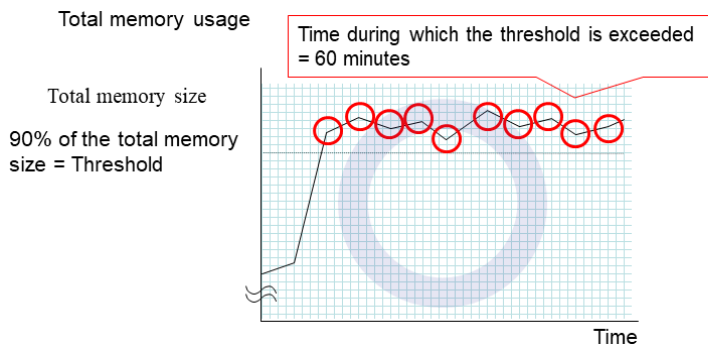 Total memory usage
Time during which the threshold is exceeded
= 60 minutes
Total memory size
90% of the total memory
size = Threshold
Time